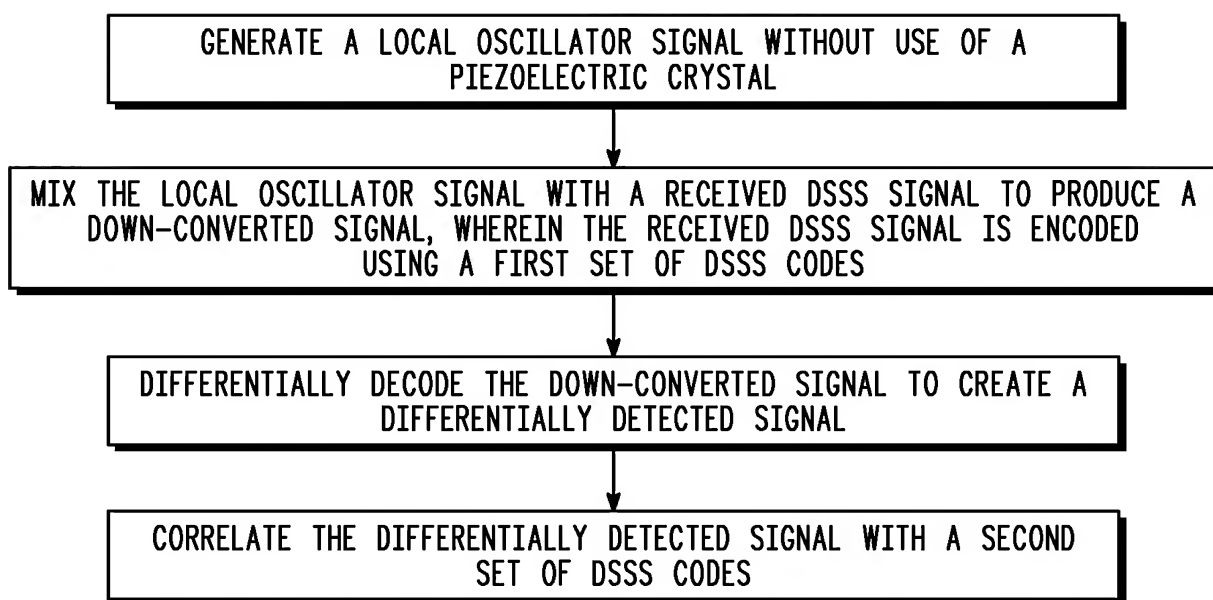 GENERATE A LOCAL OSCILLATOR SIGNAL WITHOUT USE OF A
PIEZOELECTRIC CRYSTAL
MIX THE LOCAL OSCILLATOR SIGNAL WITH A RECEIVED DSSS SIGNAL TO PRODUCE A
DOWN-CONVERTED SIGNAL, WHEREIN THE RECEIVED DSSS SIGNAL IS ENCODED
USING A FIRST SET OF DSSS CODES
DIFFERENTIALLY DECODE THE DOWN-CONVERTED SIGNAL TO CREATE A
DIFFERENTIALLY DETECTED SIGNAL
CORRELATE THE DIFFERENTIALLY DETECTED SIGNAL WITH A SECOND
SET OF DSSS CODES